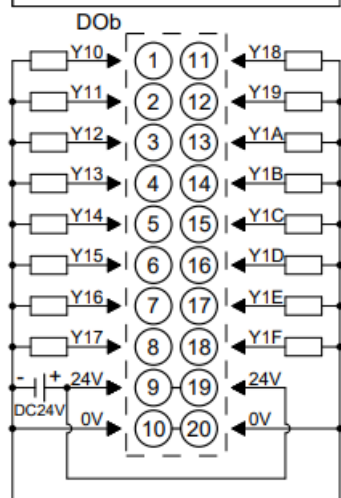 DOb
Y10 1 11 Y18
Y11 2 12 Y19
Y12 3 13 Y1A
Y13 4 14 Y1B
Y14 5 15 Y1C
Y15 6 16 Y1D
Y16 7 17 Y1E
Y17 8 18 Y1F
- + 24V 9 19 24V
DC24V
0V 10 20 0V